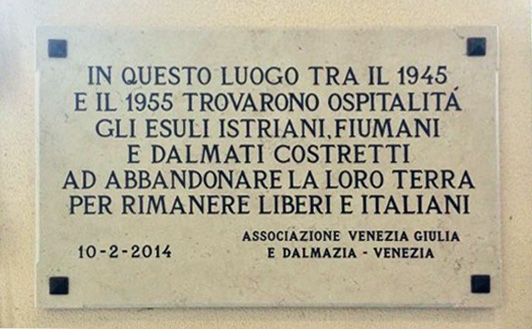 IN QUESTO LUOGO TRA IL 1945
E IL 1955 TROVARONO OSPITALITÁ
GLI ESULI ISTRIANI, FIUMANI
E DALMATI COSTRETTI
AD ABBANDONARE LA LORO TERRA
PER RIMANERE LIBERI E ITALIANI
ASSOCIAZIONE VENEZIA GIULIA
10-2-2014 E DALMAZIA - VENEZIA